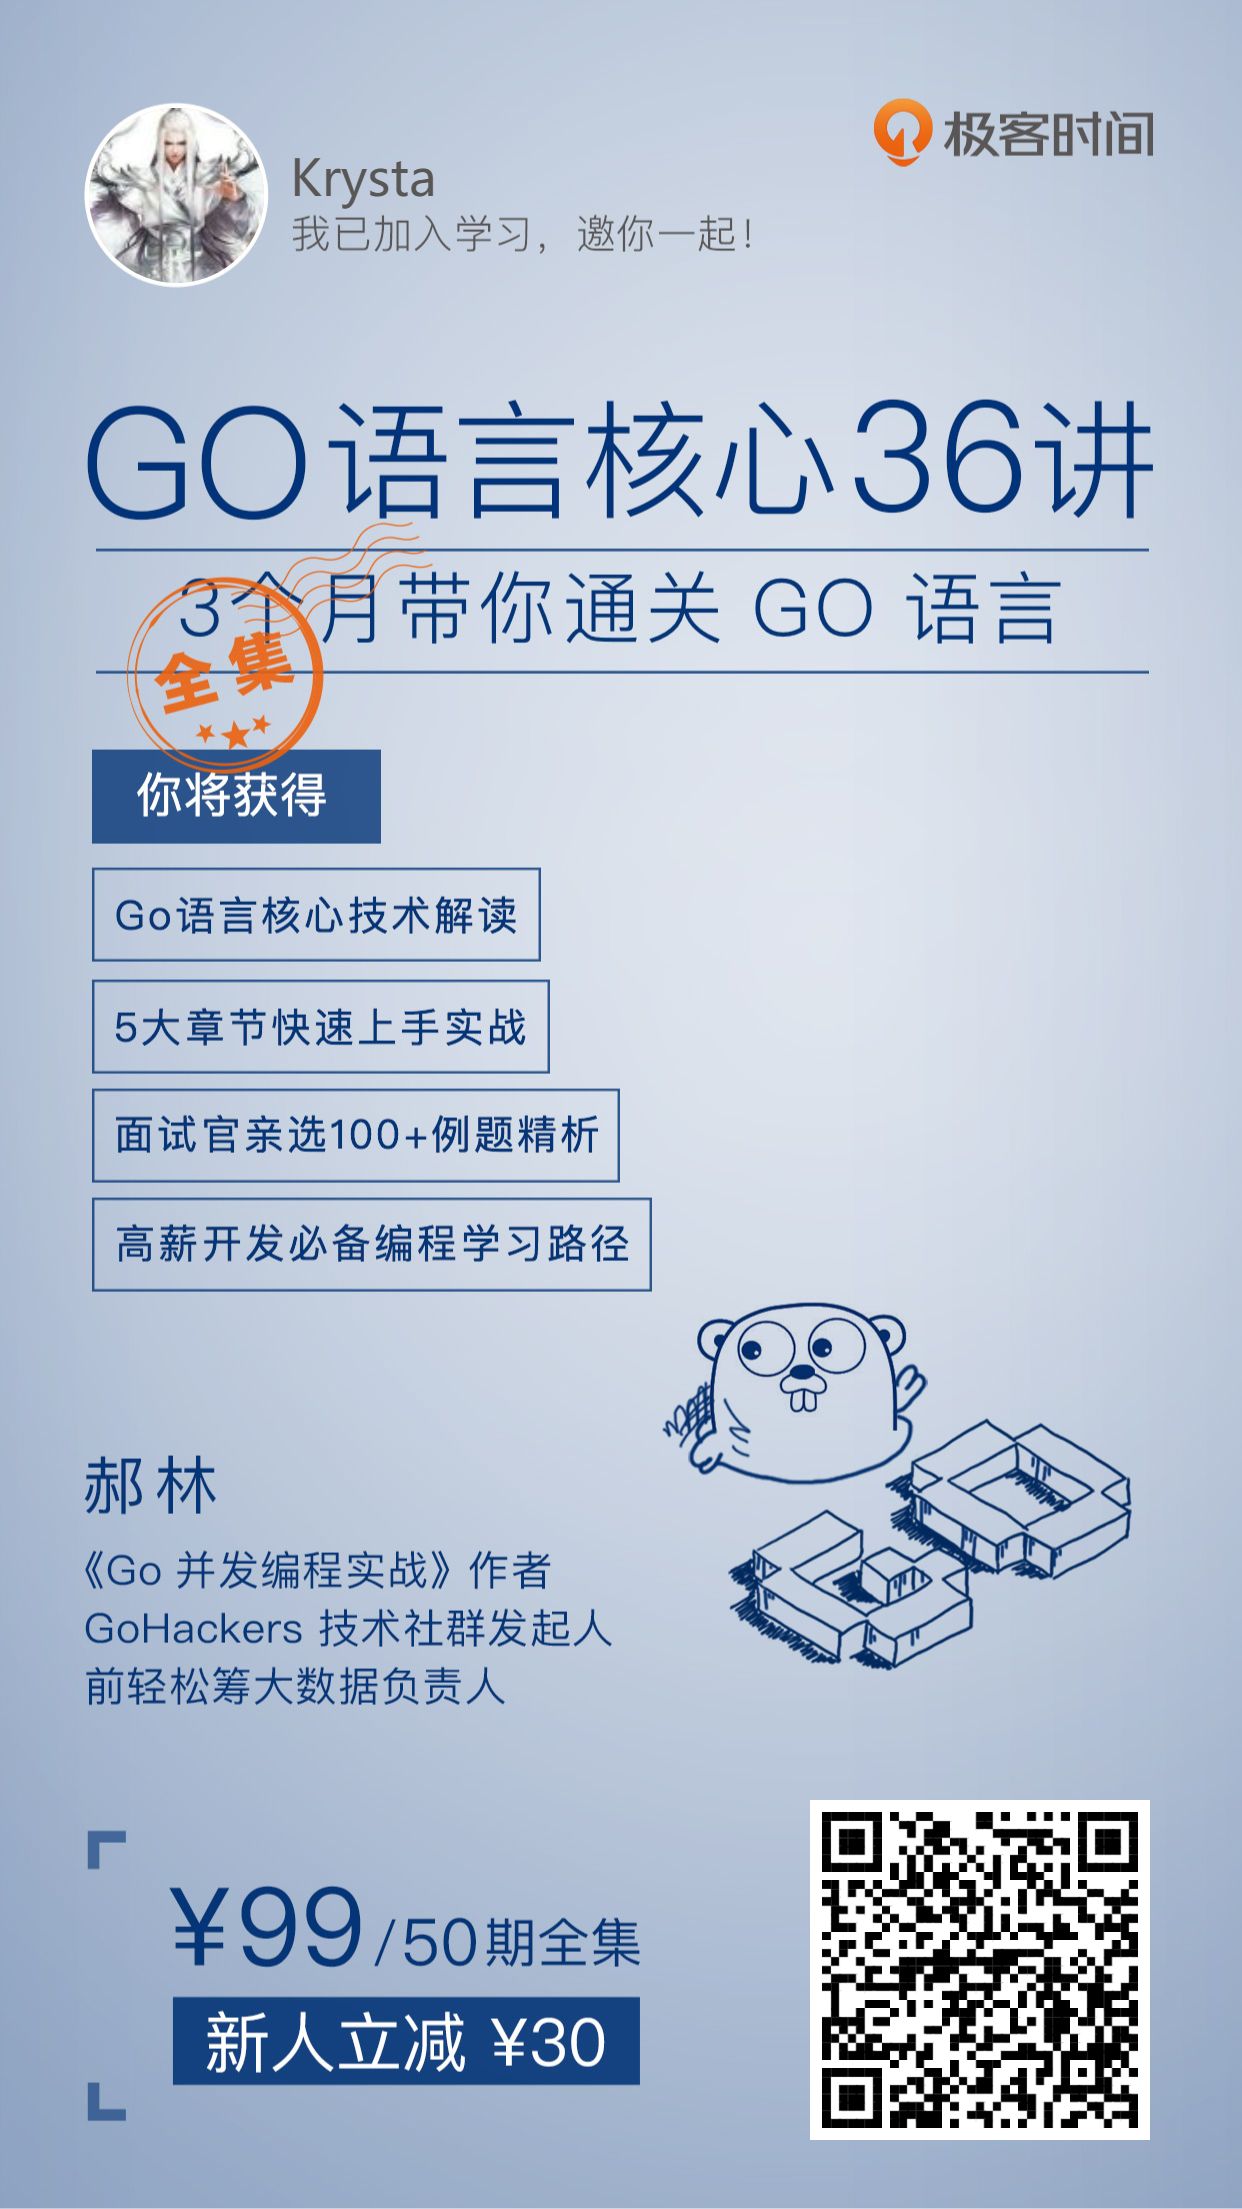 极客时间
Krysta
我已加入学习，邀你一起！
GO语言核心36讲
3个月带你通关 GO 语言
全集
你将获得
Go语言核心技术解读
5大章节快速上手实战
面试官亲选100+例题精析
高薪开发必备编程学习路径
郝林
《Go 并发编程实战》作者
GoHackers 技术社群发起人
前轻松筹大数据负责人
¥99/50期全集
新人立减 ¥30